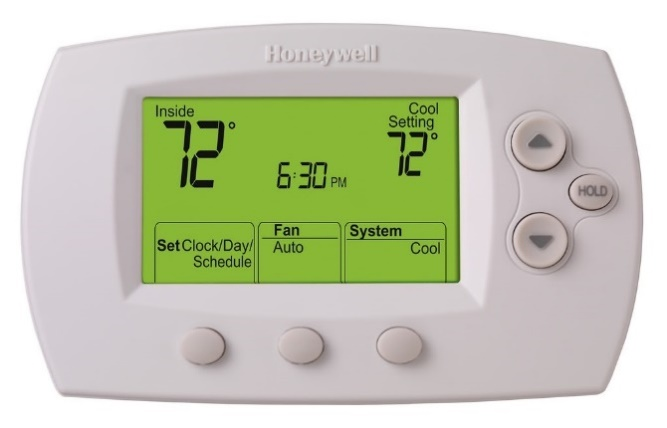 Honeywell
Inside
72°
Cool
Setting
72°
6:30 PM
Set Clock/Day/
Schedule
Fan
Auto
System
Cool
HOLD